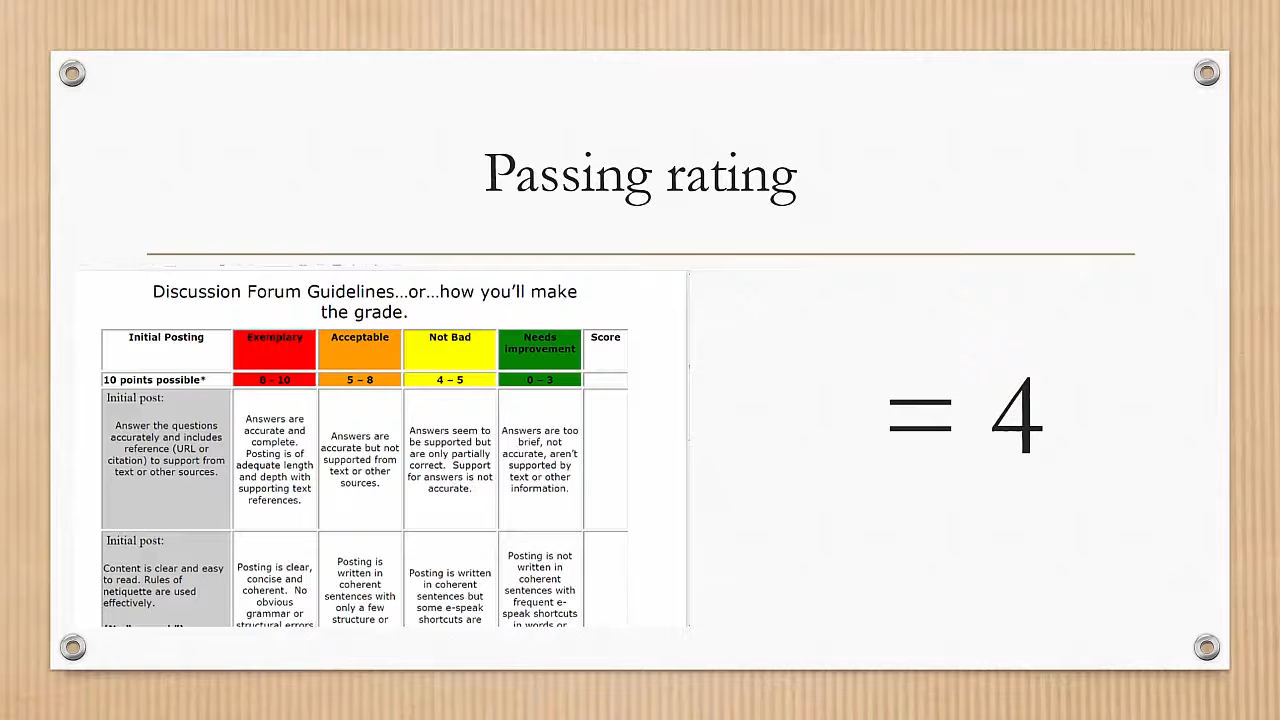 Passing rating
Discussion Forum Guidelines…or…how you'll make
the grade.
Initial Posting
Exemplary
Acceptable
Not Bad
Needs
improvement
Score
10 points possible*
8 – 10
5 – 8
4 – 5
0 – 3
Initial post:
Answer the questions
accurately and includes
reference (URL or
citation) to support from
text or other sources.
Answers are
accurate and
complete.
Posting is of
adequate length
and depth with
supporting text
references.
Answers are
accurate but not
supported from
text or other
sources.
Answers seem to
be supported but
are only partially
correct. Support
for answers is not
accurate.
Answers are too
brief, not
accurate, aren't
supported by
text or other
information.
Initial post:
Content is clear and easy
to read. Rules of
netiquette are used
effectively.
Posting is clear,
concise and
coherent. No
obvious
grammar or
structural errors
Posting is
written in
coherent
sentences with
only a few
structure or
Posting is written
in coherent
sentences but
some e-speak
shortcuts are
Posting is not
written in
coherent
sentences with
frequent e-
speak shortcuts
in words or
= 4